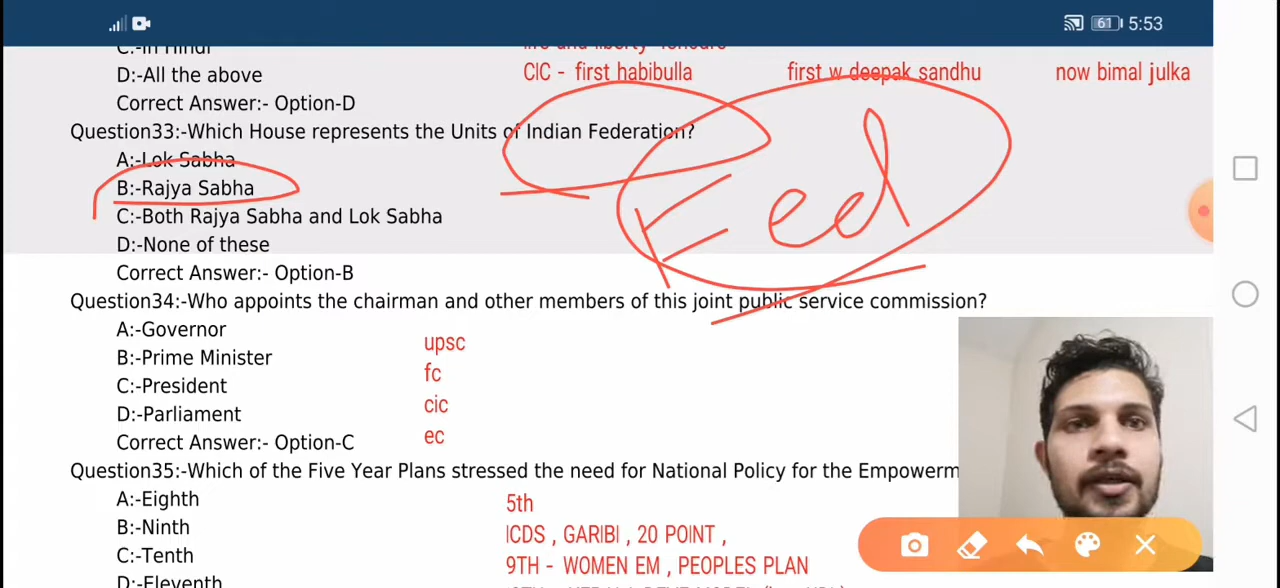 61 5:53
D:-All the above
CIC - first habibulla first w deepak sandhu now bimal julka
Correct Answer:- Option-D
Question33:-Which House represents the Units of Indian Federation?
A:-Lok Sabha
B:-Rajya Sabha
Fed
C:-Both Rajya Sabha and Lok Sabha
D:-None of these
Correct Answer:- Option-B
Question34:-Who appoints the chairman and other members of this joint public service commission?
A:-Governor
upsc
B:-Prime Minister
fc
C:-President
cic
D:-Parliament
ec
Correct Answer:- Option-C
Question35:-Which of the Five Year Plans stressed the need for National Policy for the Empowerm
A:-Eighth
5th
B:-Ninth
ICDS , GARIBI , 20 POINT ,
C:-Tenth
9TH - WOMEN EM , PEOPLES PLAN
D:-Eleventh